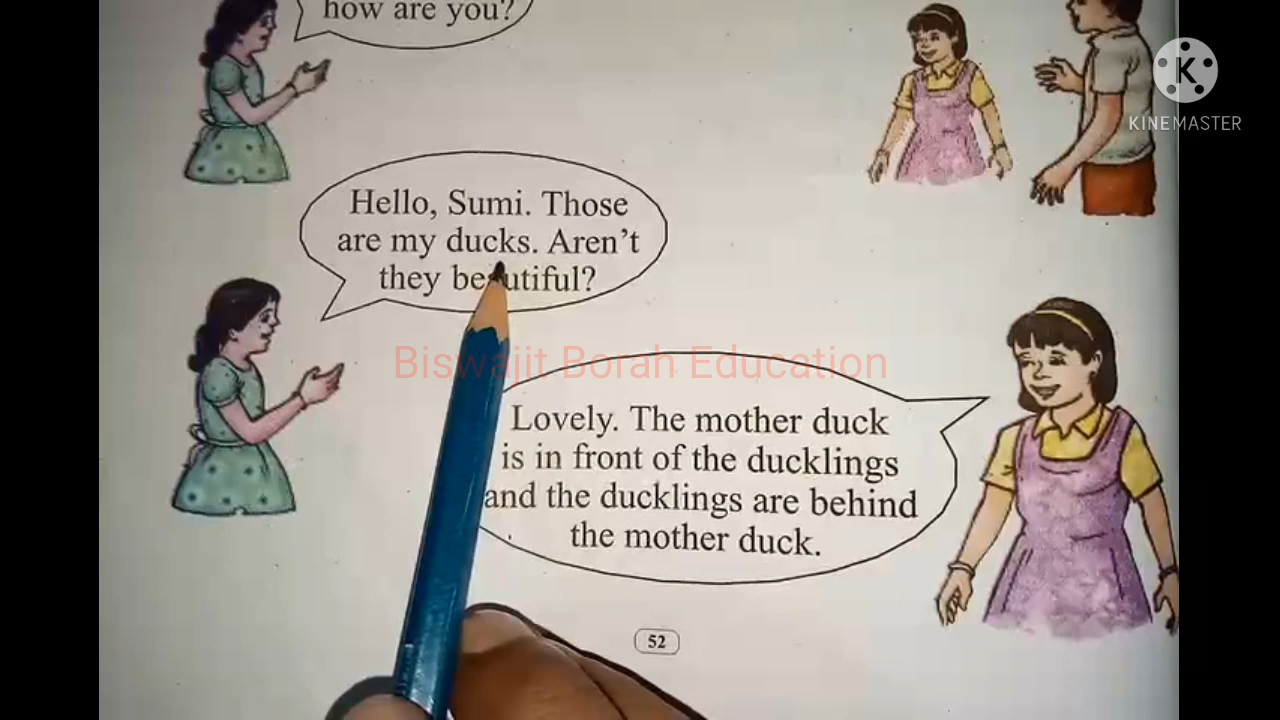 how are you?
KINEMASTER
Hello, Sumi. Those
are my ducks. Aren't
they beautiful?
Biswajit Borah Education
Lovely. The mother duck
is in front of the ducklings
and the ducklings are behind
the mother duck.
52